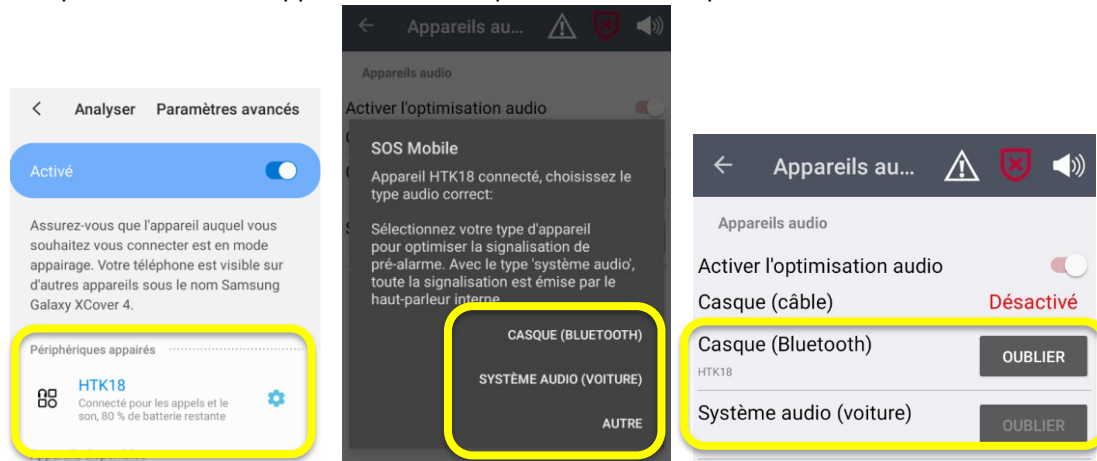 Appareils au...
Appareils audio
Activer l'optimisation audio
SOS Mobile
Appareil HTK18 connecté, choisissez le
type audio correct:
Sélectionnez votre type d'appareil
pour optimiser la signalisation de
pré-alarme. Avec le type 'système audio',
toute la signalisation est émise par le
haut-parleur interne.
CASQUE (BLUETOOTH)
SYSTÈME AUDIO (VOITURE)
AUTRE
Analyser Paramètres avancés
Activé
Assurez-vous que l'appareil auquel vous
souhaitez vous connecter est en mode
appairage. Votre téléphone est visible sur
d'autres appareils sous le nom Samsung
Galaxy XCover 4.
Périphériques appairés
HTK18
Connecté pour les appels et le
son, 80 % de batterie restante
Appareils au...
Appareils audio
Activer l'optimisation audio
Casque (câble) Désactivé
Casque (Bluetooth) OUBLIER
HTK18
Système audio (voiture) OUBLIER